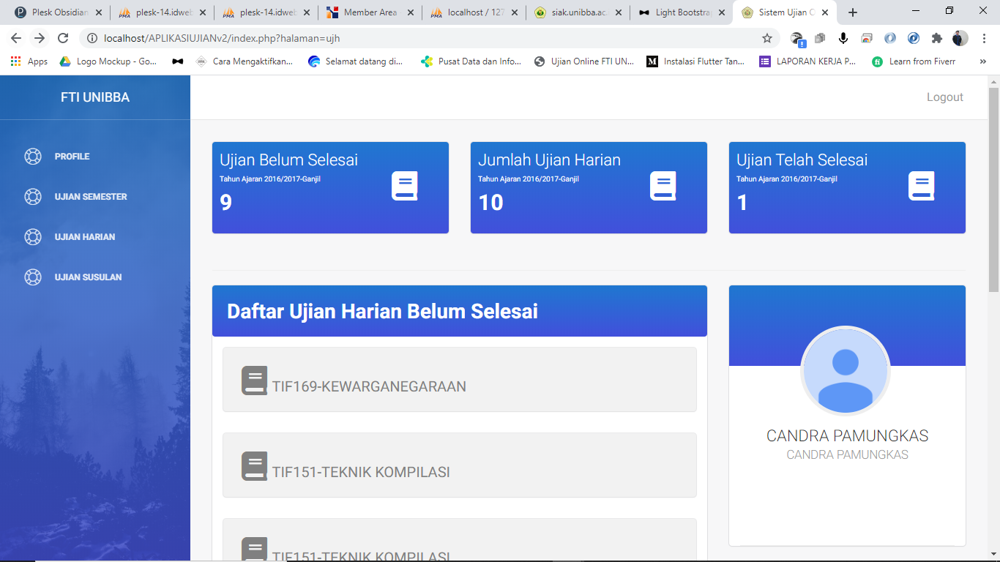 Plesk Obsidian
plesk-14.idweb
plesk-14.idweb
Member Area
localhost / 127
siak.unibba.ac.
Light Bootstrap
Sistem Ujian O
localhost/APLIKASIUJIANv2/index.php?halaman=ujh
Apps
Logo Mockup - Go...
Cara Mengaktifkan...
Selamat datang di...
Pusat Data dan Info...
Ujian Online FTI UN...
Instalasi Flutter Tan...
LAPORAN KERJA P...
Learn from Fiverr
FTI UNIBBA
Logout
PROFILE
UJIAN SEMESTER
UJIAN HARIAN
UJIAN SUSULAN
Ujian Belum Selesai
Tahun Ajaran 2016/2017-Ganjil
9
Jumlah Ujian Harian
Tahun Ajaran 2016/2017-Ganjil
10
Ujian Telah Selesai
Tahun Ajaran 2016/2017-Ganjil
1
Daftar Ujian Harian Belum Selesai
TIF169-KEWARGANEGARAAN
TIF151-TEKNIK KOMPILASI
TIF151-TEKNIK KOMPILASI
CANDRA PAMUNGKAS
CANDRA PAMUNGKAS